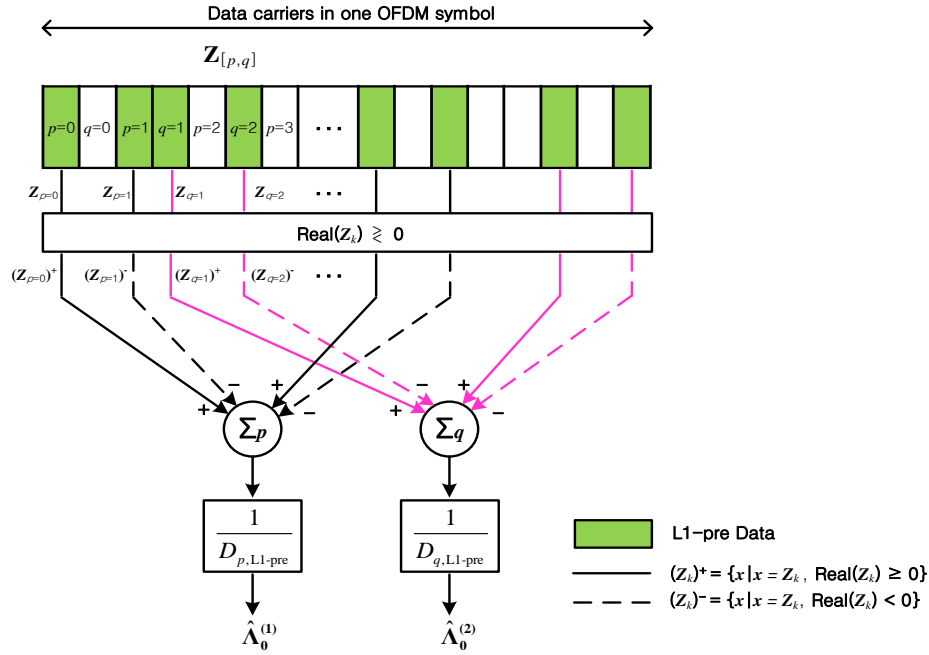 Data carriers in one OFDM symbol
Z[p,q]
p=0 q=0 p=1 q=1 p=2 q=2 p=3 ...
Zp=0 Zp=1 Zq=1 Zq=2 ...
Real(Zk) ≷ 0
(Zp=0)+ (Zp=1)- (Zq=1)+ (Zq=2)- ...
− + − +
+ − + −
Σp Σq
1 1
Dp,L1-pre Dq,L1-pre
L1-pre Data
(Zk)+ = {x|x = Zk , Real(Zk) ≥ 0}
(Zk)− = {x|x = Zk , Real(Zk) < 0}
Λ̂0(1) Λ̂0(2)